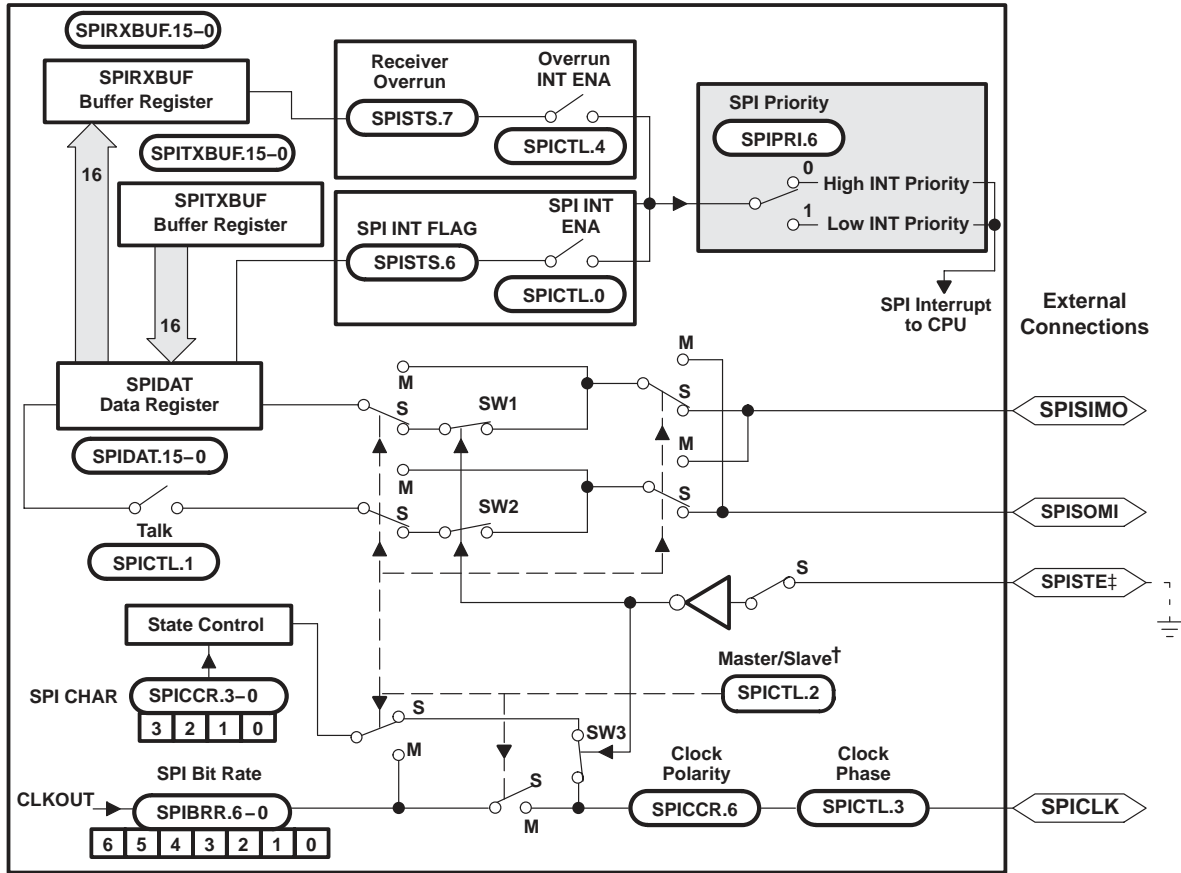 SPIRXBUF.15–0
SPIRXBUF
Buffer Register
SPITXBUF.15–0
16
SPITXBUF
Buffer Register
16
Receiver
Overrun
SPISTS.7
Overrun
INT ENA
SPICTL.4
SPI INT FLAG
SPISTS.6
SPI INT
ENA
SPICTL.0
SPI Priority
SPIPRI.6
0
High INT Priority
1
Low INT Priority
SPI Interrupt
to CPU
External
Connections
SPIDAT
Data Register
SPIDAT.15–0
M
S
SW1
M
S
SW2
M
S
M
S
SPISIMO
SPISOMI
Talk
SPICTL.1
S
SPISTE‡
State Control
Master/Slave†
SPICTL.2
SPI CHAR
SPICCR.3–0
3 2 1 0
S
M
SW3
SPI Bit Rate
CLKOUT
SPIBRR.6–0
6 5 4 3 2 1 0
S
M
Clock
Polarity
SPICCR.6
Clock
Phase
SPICTL.3
SPICLK